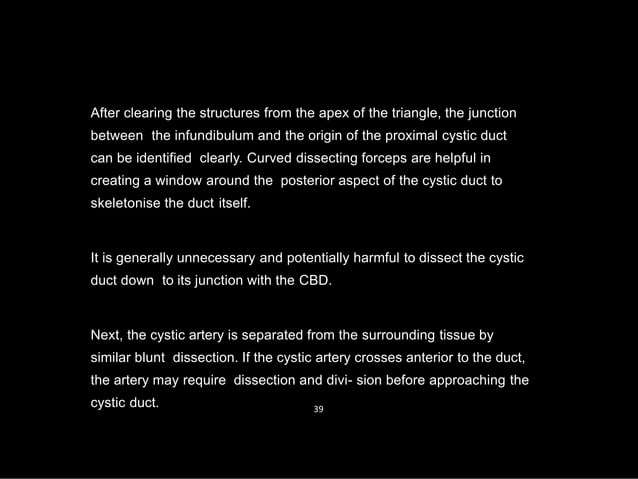 After clearing the structures from the apex of the triangle, the junction
between the infundibulum and the origin of the proximal cystic duct
can be identified clearly. Curved dissecting forceps are helpful in
creating a window around the posterior aspect of the cystic duct to
skeletonise the duct itself.
It is generally unnecessary and potentially harmful to dissect the cystic
duct down to its junction with the CBD.
Next, the cystic artery is separated from the surrounding tissue by
similar blunt dissection. If the cystic artery crosses anterior to the duct,
the artery may require dissection and divi- sion before approaching the
cystic duct.
39